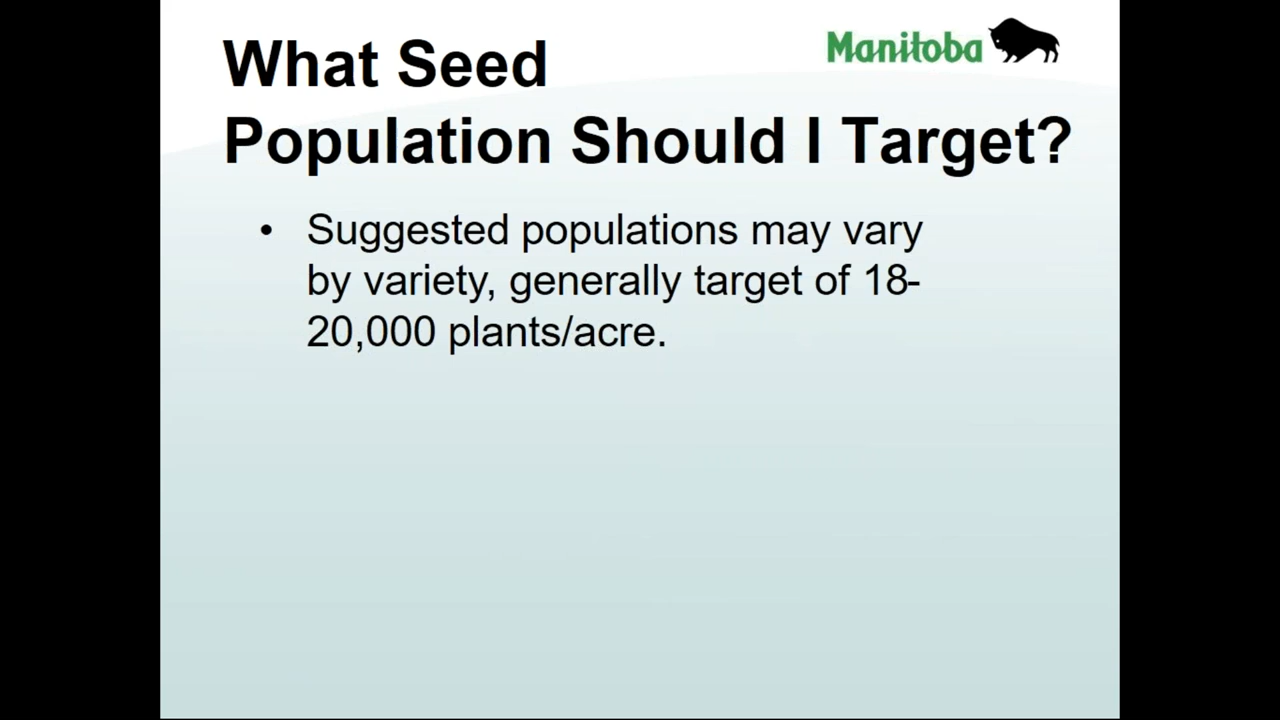 What Seed
Manitoba
Population Should I Target?
• Suggested populations may vary
by variety, generally target of 18-
20,000 plants/acre.